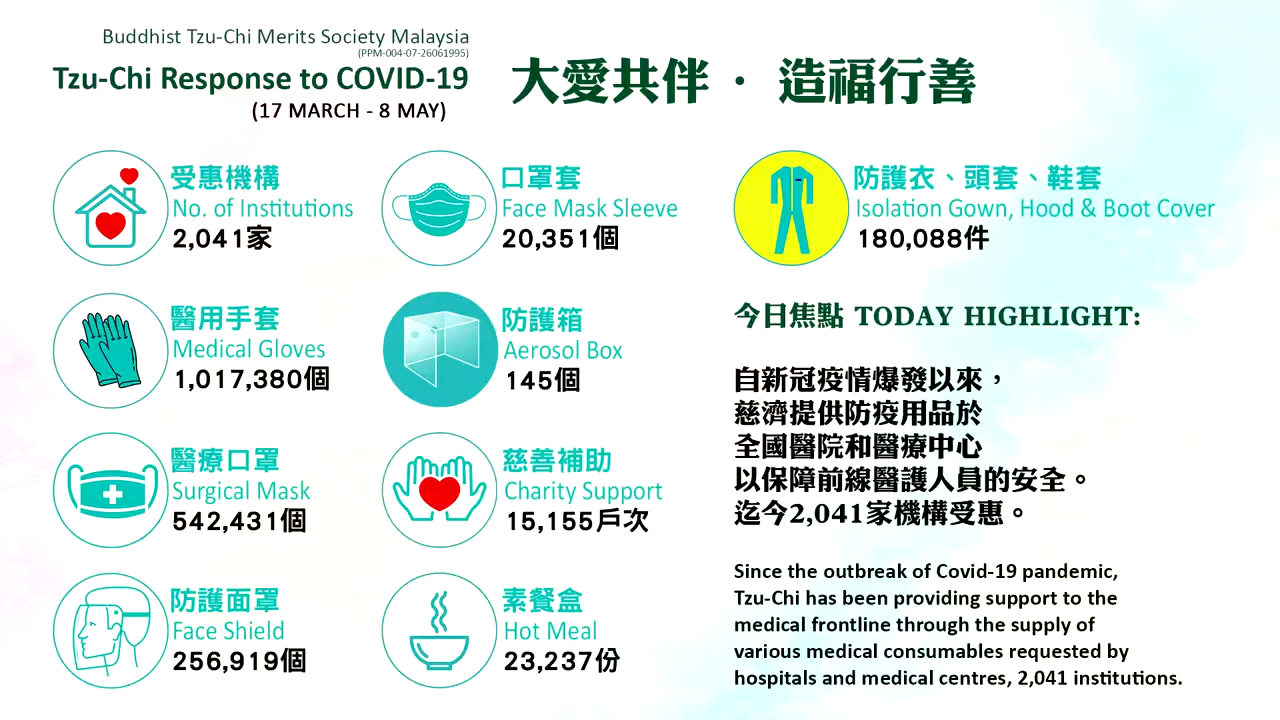 Buddhist Tzu-Chi Merits Society Malaysia
(PPM-004-07-26061995)
Tzu-Chi Response to COVID-19
(17 MARCH - 8 MAY)
大愛共伴 · 造福行善
受惠機構
No. of Institutions
2,041家
口罩套
Face Mask Sleeve
20,351個
防護衣、頭套、鞋套
Isolation Gown, Hood & Boot Cover
180,088件
醫用手套
Medical Gloves
1,017,380個
防護箱
Aerosol Box
145個
醫療口罩
Surgical Mask
542,431個
慈善補助
Charity Support
15,155戶次
防護面罩
Face Shield
256,919個
素餐盒
Hot Meal
23,237份
今日焦點 TODAY HIGHLIGHT:
自新冠疫情爆發以來，
慈濟提供防疫用品於
全國醫院和醫療中心
以保障前線醫護人員的安全。
迄今2,041家機構受惠。
Since the outbreak of Covid-19 pandemic,
Tzu-Chi has been providing support to the
medical frontline through the supply of
various medical consumables requested by
hospitals and medical centres, 2,041 institutions.